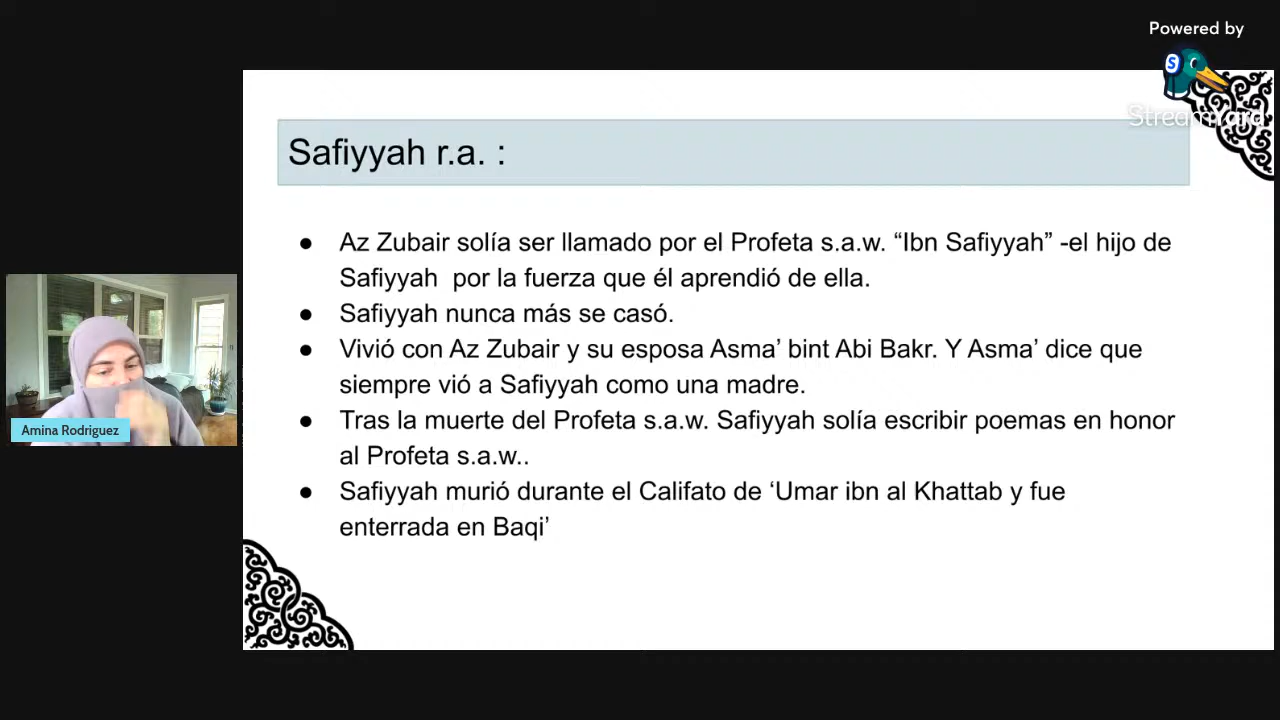 Powered by
StreamYard
Safiyyah r.a. :
● Az Zubair solía ser llamado por el Profeta s.a.w. “Ibn Safiyyah” -el hijo de
Safiyyah por la fuerza que él aprendió de ella.
● Safiyyah nunca más se casó.
● Vivió con Az Zubair y su esposa Asma’ bint Abi Bakr. Y Asma’ dice que
siempre vió a Safiyyah como una madre.
● Tras la muerte del Profeta s.a.w. Safiyyah solía escribir poemas en honor
al Profeta s.a.w..
● Safiyyah murió durante el Califato de ‘Umar ibn al Khattab y fue
enterrada en Baqi’
Amina Rodriguez